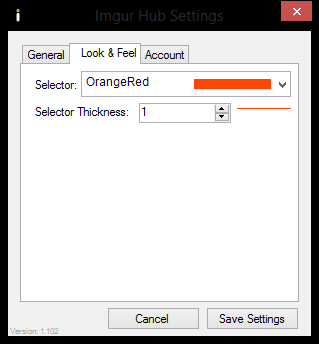 Imgur Hub Settings
General Look & Feel Account
Selector: OrangeRed
Selector Thickness: 1
Cancel Save Settings
Version: 1.102